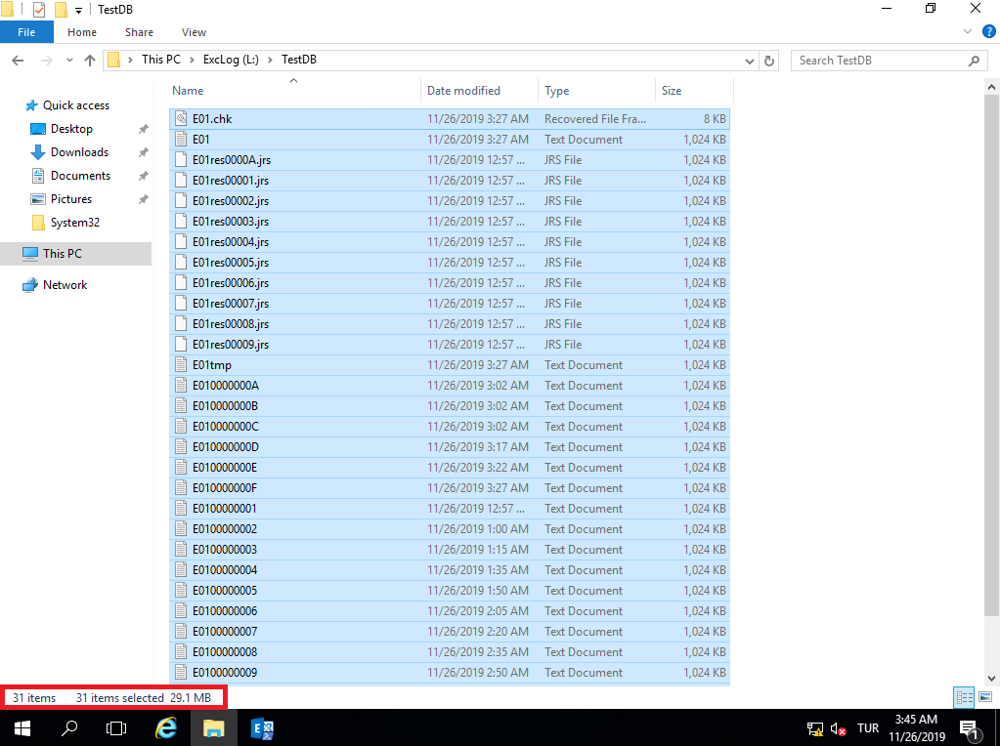 TestDB
File Home Share View
This PC > ExcLog (L:) > TestDB
Search TestDB
Quick access
Desktop
Downloads
Documents
Pictures
System32
This PC
Network
Name Date modified Type Size
E01.chk 11/26/2019 3:27 AM Recovered File Fra... 8 KB
E01 11/26/2019 3:27 AM Text Document 1,024 KB
E01res0000A.jrs 11/26/2019 12:57 ... JRS File 1,024 KB
E01res00001.jrs 11/26/2019 12:57 ... JRS File 1,024 KB
E01res00002.jrs 11/26/2019 12:57 ... JRS File 1,024 KB
E01res00003.jrs 11/26/2019 12:57 ... JRS File 1,024 KB
E01res00004.jrs 11/26/2019 12:57 ... JRS File 1,024 KB
E01res00005.jrs 11/26/2019 12:57 ... JRS File 1,024 KB
E01res00006.jrs 11/26/2019 12:57 ... JRS File 1,024 KB
E01res00007.jrs 11/26/2019 12:57 ... JRS File 1,024 KB
E01res00008.jrs 11/26/2019 12:57 ... JRS File 1,024 KB
E01res00009.jrs 11/26/2019 12:57 ... JRS File 1,024 KB
E01tmp 11/26/2019 3:27 AM Text Document 1,024 KB
E010000000A 11/26/2019 3:02 AM Text Document 1,024 KB
E010000000B 11/26/2019 3:02 AM Text Document 1,024 KB
E010000000C 11/26/2019 3:02 AM Text Document 1,024 KB
E010000000D 11/26/2019 3:17 AM Text Document 1,024 KB
E010000000E 11/26/2019 3:22 AM Text Document 1,024 KB
E010000000F 11/26/2019 3:27 AM Text Document 1,024 KB
E0100000001 11/26/2019 12:57 ... Text Document 1,024 KB
E0100000002 11/26/2019 1:00 AM Text Document 1,024 KB
E0100000003 11/26/2019 1:15 AM Text Document 1,024 KB
E0100000004 11/26/2019 1:35 AM Text Document 1,024 KB
E0100000005 11/26/2019 1:50 AM Text Document 1,024 KB
E0100000006 11/26/2019 2:05 AM Text Document 1,024 KB
E0100000007 11/26/2019 2:20 AM Text Document 1,024 KB
E0100000008 11/26/2019 2:35 AM Text Document 1,024 KB
E0100000009 11/26/2019 2:50 AM Text Document 1,024 KB
31 items 31 items selected 29.1 MB
TUR
3:45 AM
11/26/2019
1